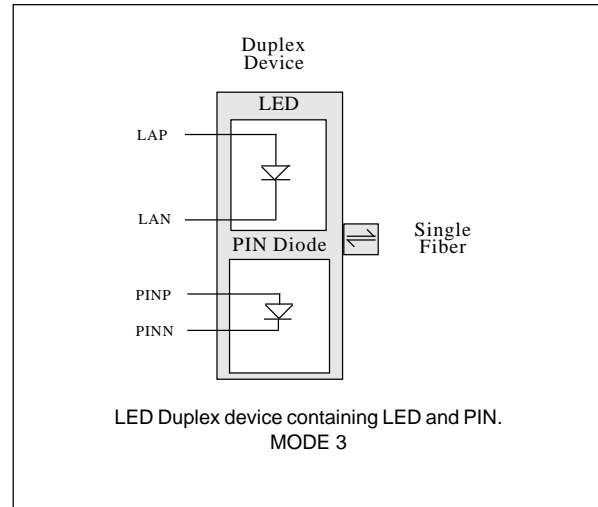 Duplex
Device
LED
LAP
LAN
PIN Diode
Single
Fiber
PINP
PINN
LED Duplex device containing LED and PIN.
MODE 3